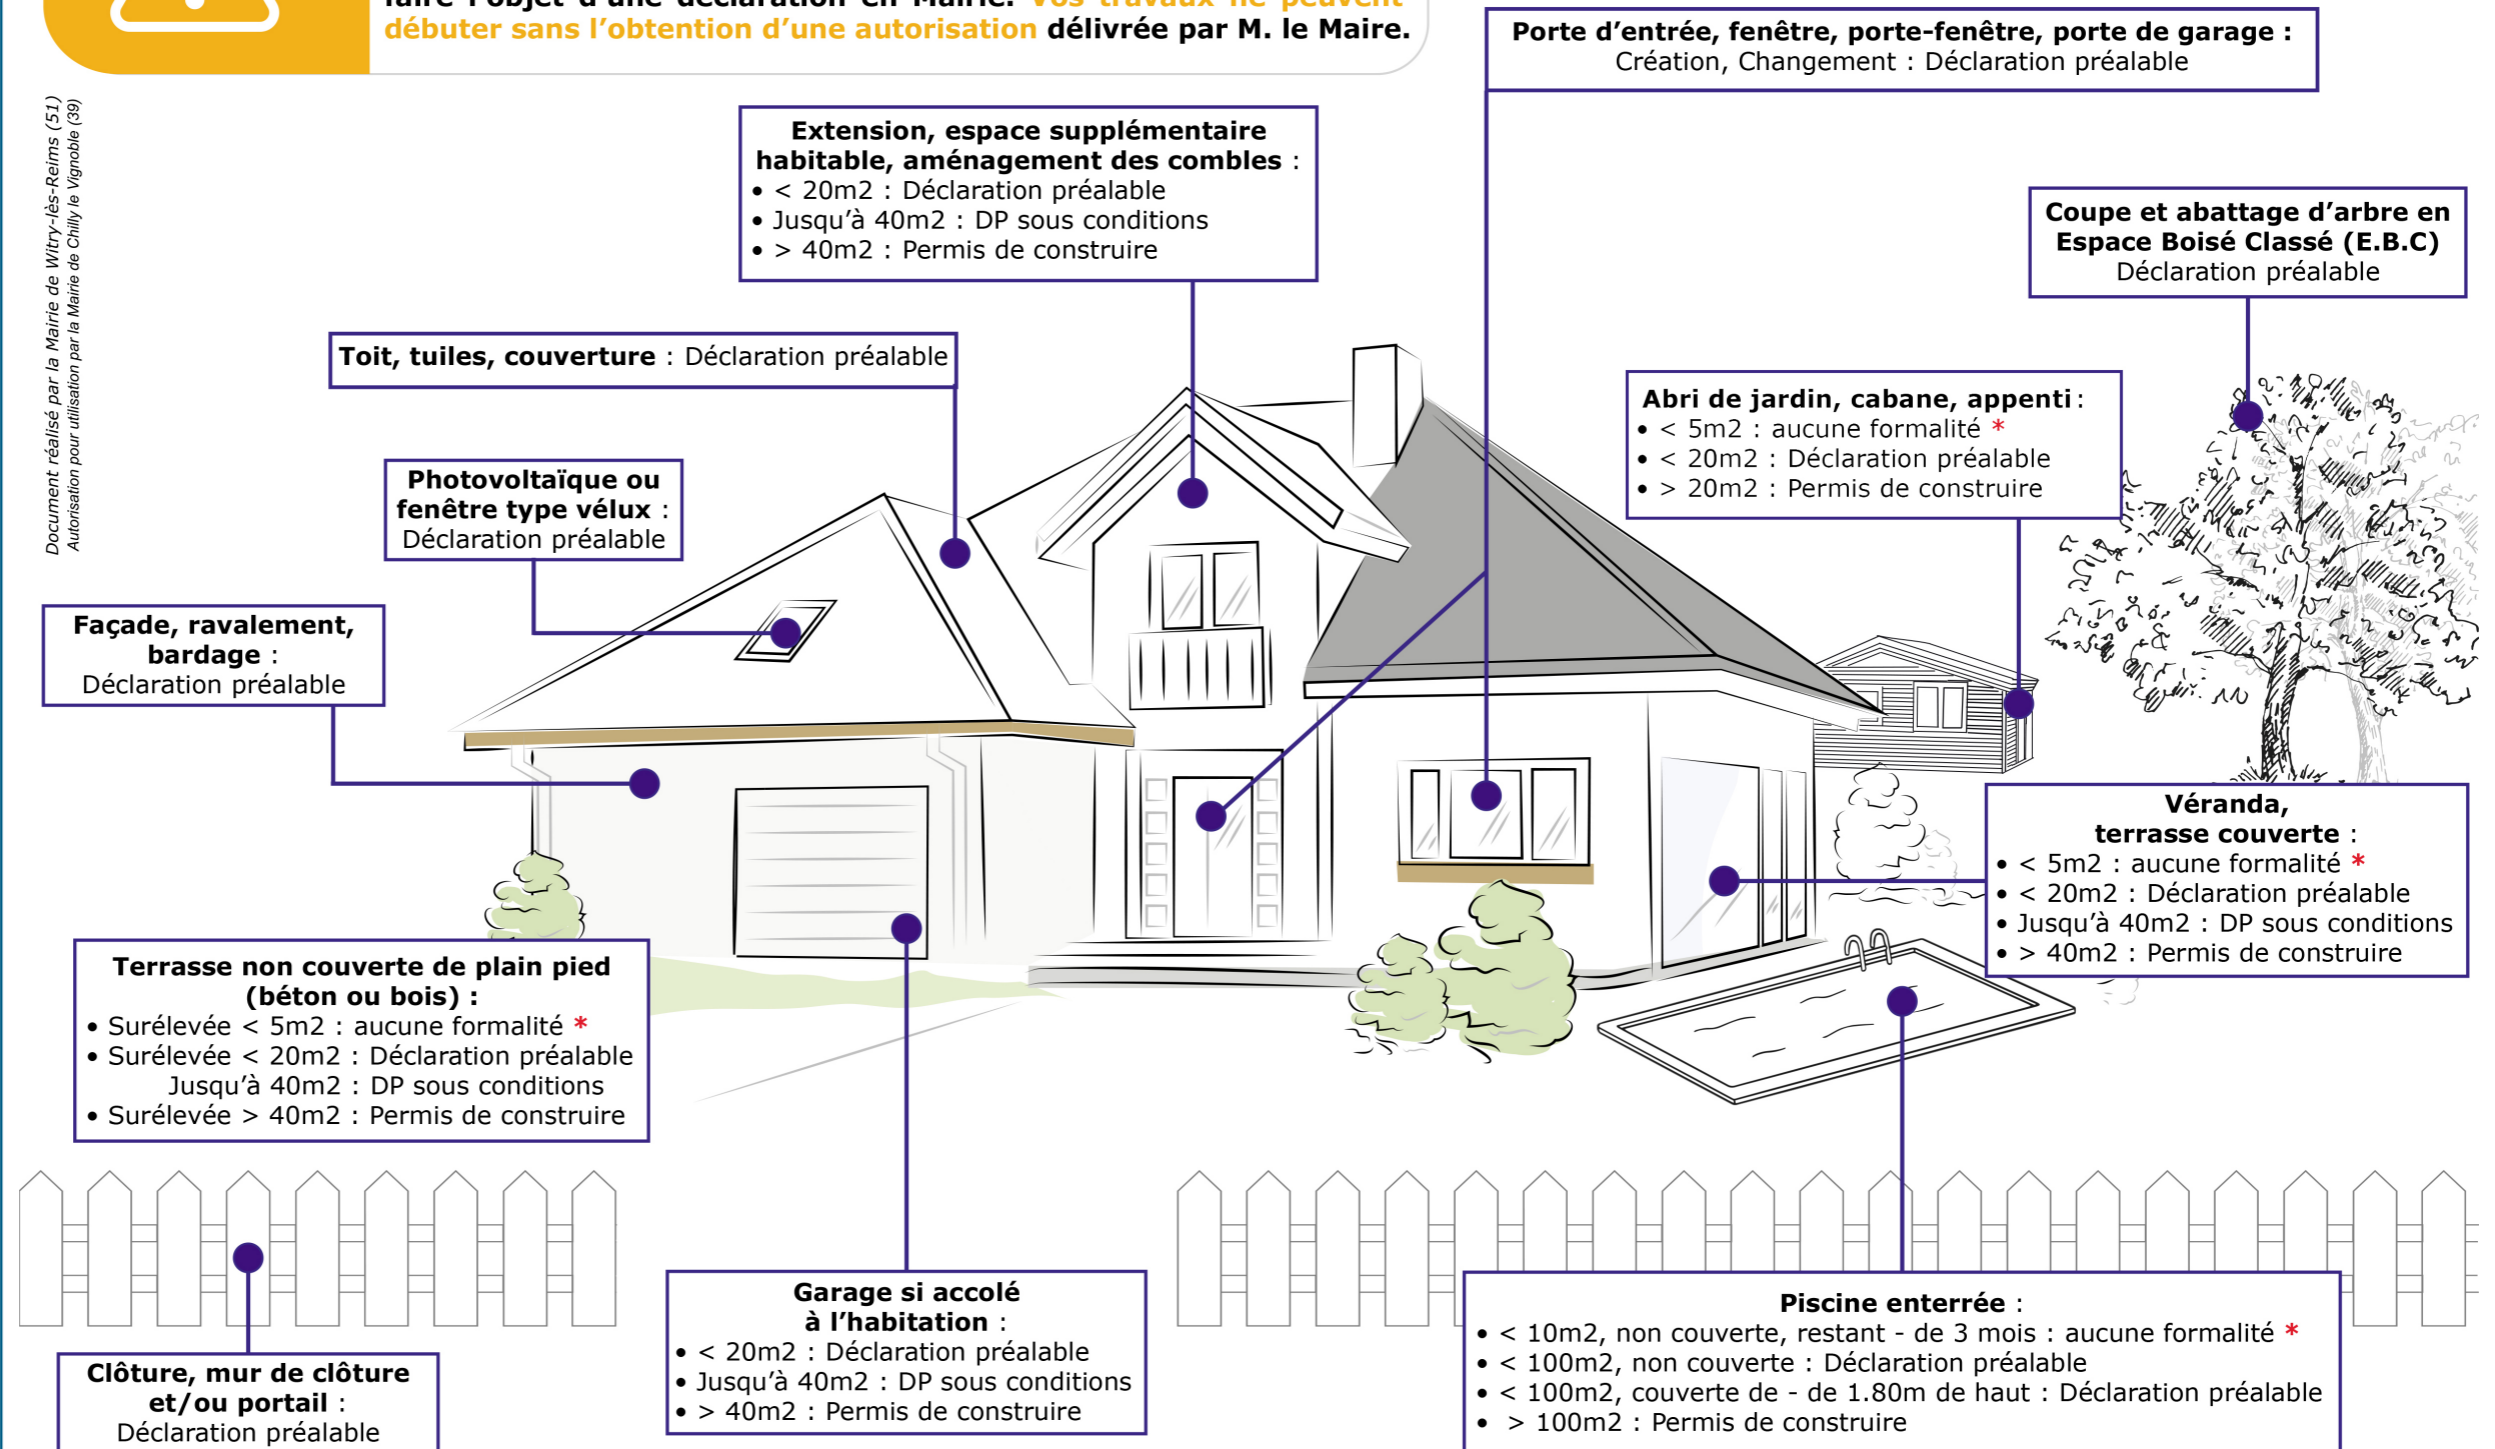 faire l'objet d'une déclaration en Mairie. Vos travaux ne peuvent
débuter sans l'obtention d'une autorisation délivrée par M. le Maire.
Porte d'entrée, fenêtre, porte-fenêtre, porte de garage :
Création, Changement : Déclaration préalable
Document réalisé par la Mairie de Witry-lès-Reims (51)
Autorisation pour utilisation par la Mairie de Chilly le Vignoble (39)
Extension, espace supplémentaire
habitable, aménagement des combles :
• < 20m2 : Déclaration préalable
• Jusqu'à 40m2 : DP sous conditions
• > 40m2 : Permis de construire
Coupe et abattage d'arbre en
Espace Boisé Classé (E.B.C)
Déclaration préalable
Toit, tuiles, couverture : Déclaration préalable
Abri de jardin, cabane, appenti :
• < 5m2 : aucune formalité *
• < 20m2 : Déclaration préalable
• > 20m2 : Permis de construire
Photovoltaïque ou
fenêtre type vélux :
Déclaration préalable
Façade, ravalement,
bardage :
Déclaration préalable
Véranda,
terrasse couverte :
• < 5m2 : aucune formalité *
• < 20m2 : Déclaration préalable
• Jusqu'à 40m2 : DP sous conditions
• > 40m2 : Permis de construire
Terrasse non couverte de plain pied
(béton ou bois) :
• Surélevée < 5m2 : aucune formalité *
• Surélevée < 20m2 : Déclaration préalable
Jusqu'à 40m2 : DP sous conditions
• Surélevée > 40m2 : Permis de construire
Garage si accolé
à l'habitation :
• < 20m2 : Déclaration préalable
• Jusqu'à 40m2 : DP sous conditions
• > 40m2 : Permis de construire
Piscine enterrée :
• < 10m2, non couverte, restant - de 3 mois : aucune formalité *
• < 100m2, non couverte : Déclaration préalable
• < 100m2, couverte de - de 1.80m de haut : Déclaration préalable
• > 100m2 : Permis de construire
Clôture, mur de clôture
et/ou portail :
Déclaration préalable